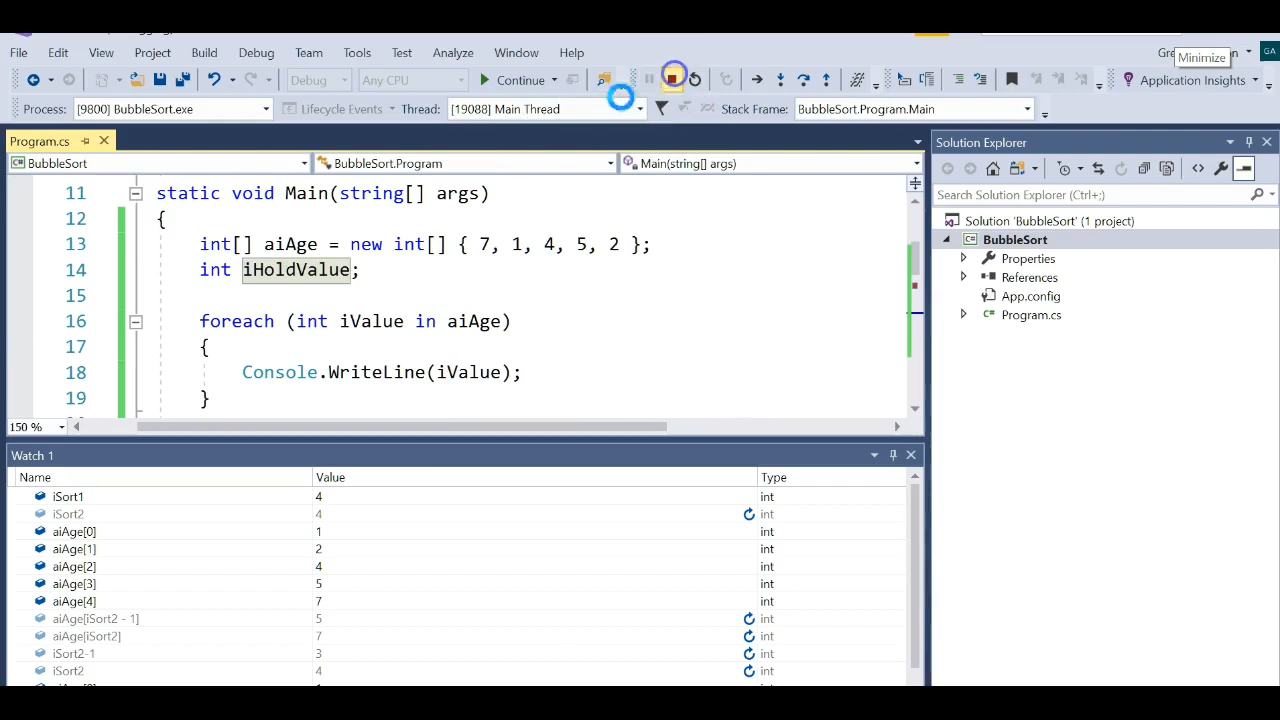 File Edit View Project Build Debug Team Tools Test Analyze Window Help
Minimize
GA
Debug Any CPU Continue Application Insights
Process: [9800] BubbleSort.exe Lifecycle Events Thread: [19088] Main Thread Stack Frame: BubbleSort.Program.Main
Program.cs
BubbleSort BubbleSort.Program Main(string[] args)
11 static void Main(string[] args)
12 {
13 int[] aiAge = new int[] { 7, 1, 4, 5, 2 };
14 int iHoldValue;
15
16 foreach (int iValue in aiAge)
17 {
18 Console.WriteLine(iValue);
19 }
150 %
Watch 1
Name Value Type
iSort1 4 int
iSort2 4 int
aiAge[0] 1 int
aiAge[1] 2 int
aiAge[2] 4 int
aiAge[3] 5 int
aiAge[4] 7 int
aiAge[iSort2 - 1] 5 int
aiAge[iSort2] 7 int
iSort2-1 3 int
iSort2 4 int
Solution Explorer
Search Solution Explorer (Ctrl+;)
Solution 'BubbleSort' (1 project)
BubbleSort
Properties
References
App.config
Program.cs